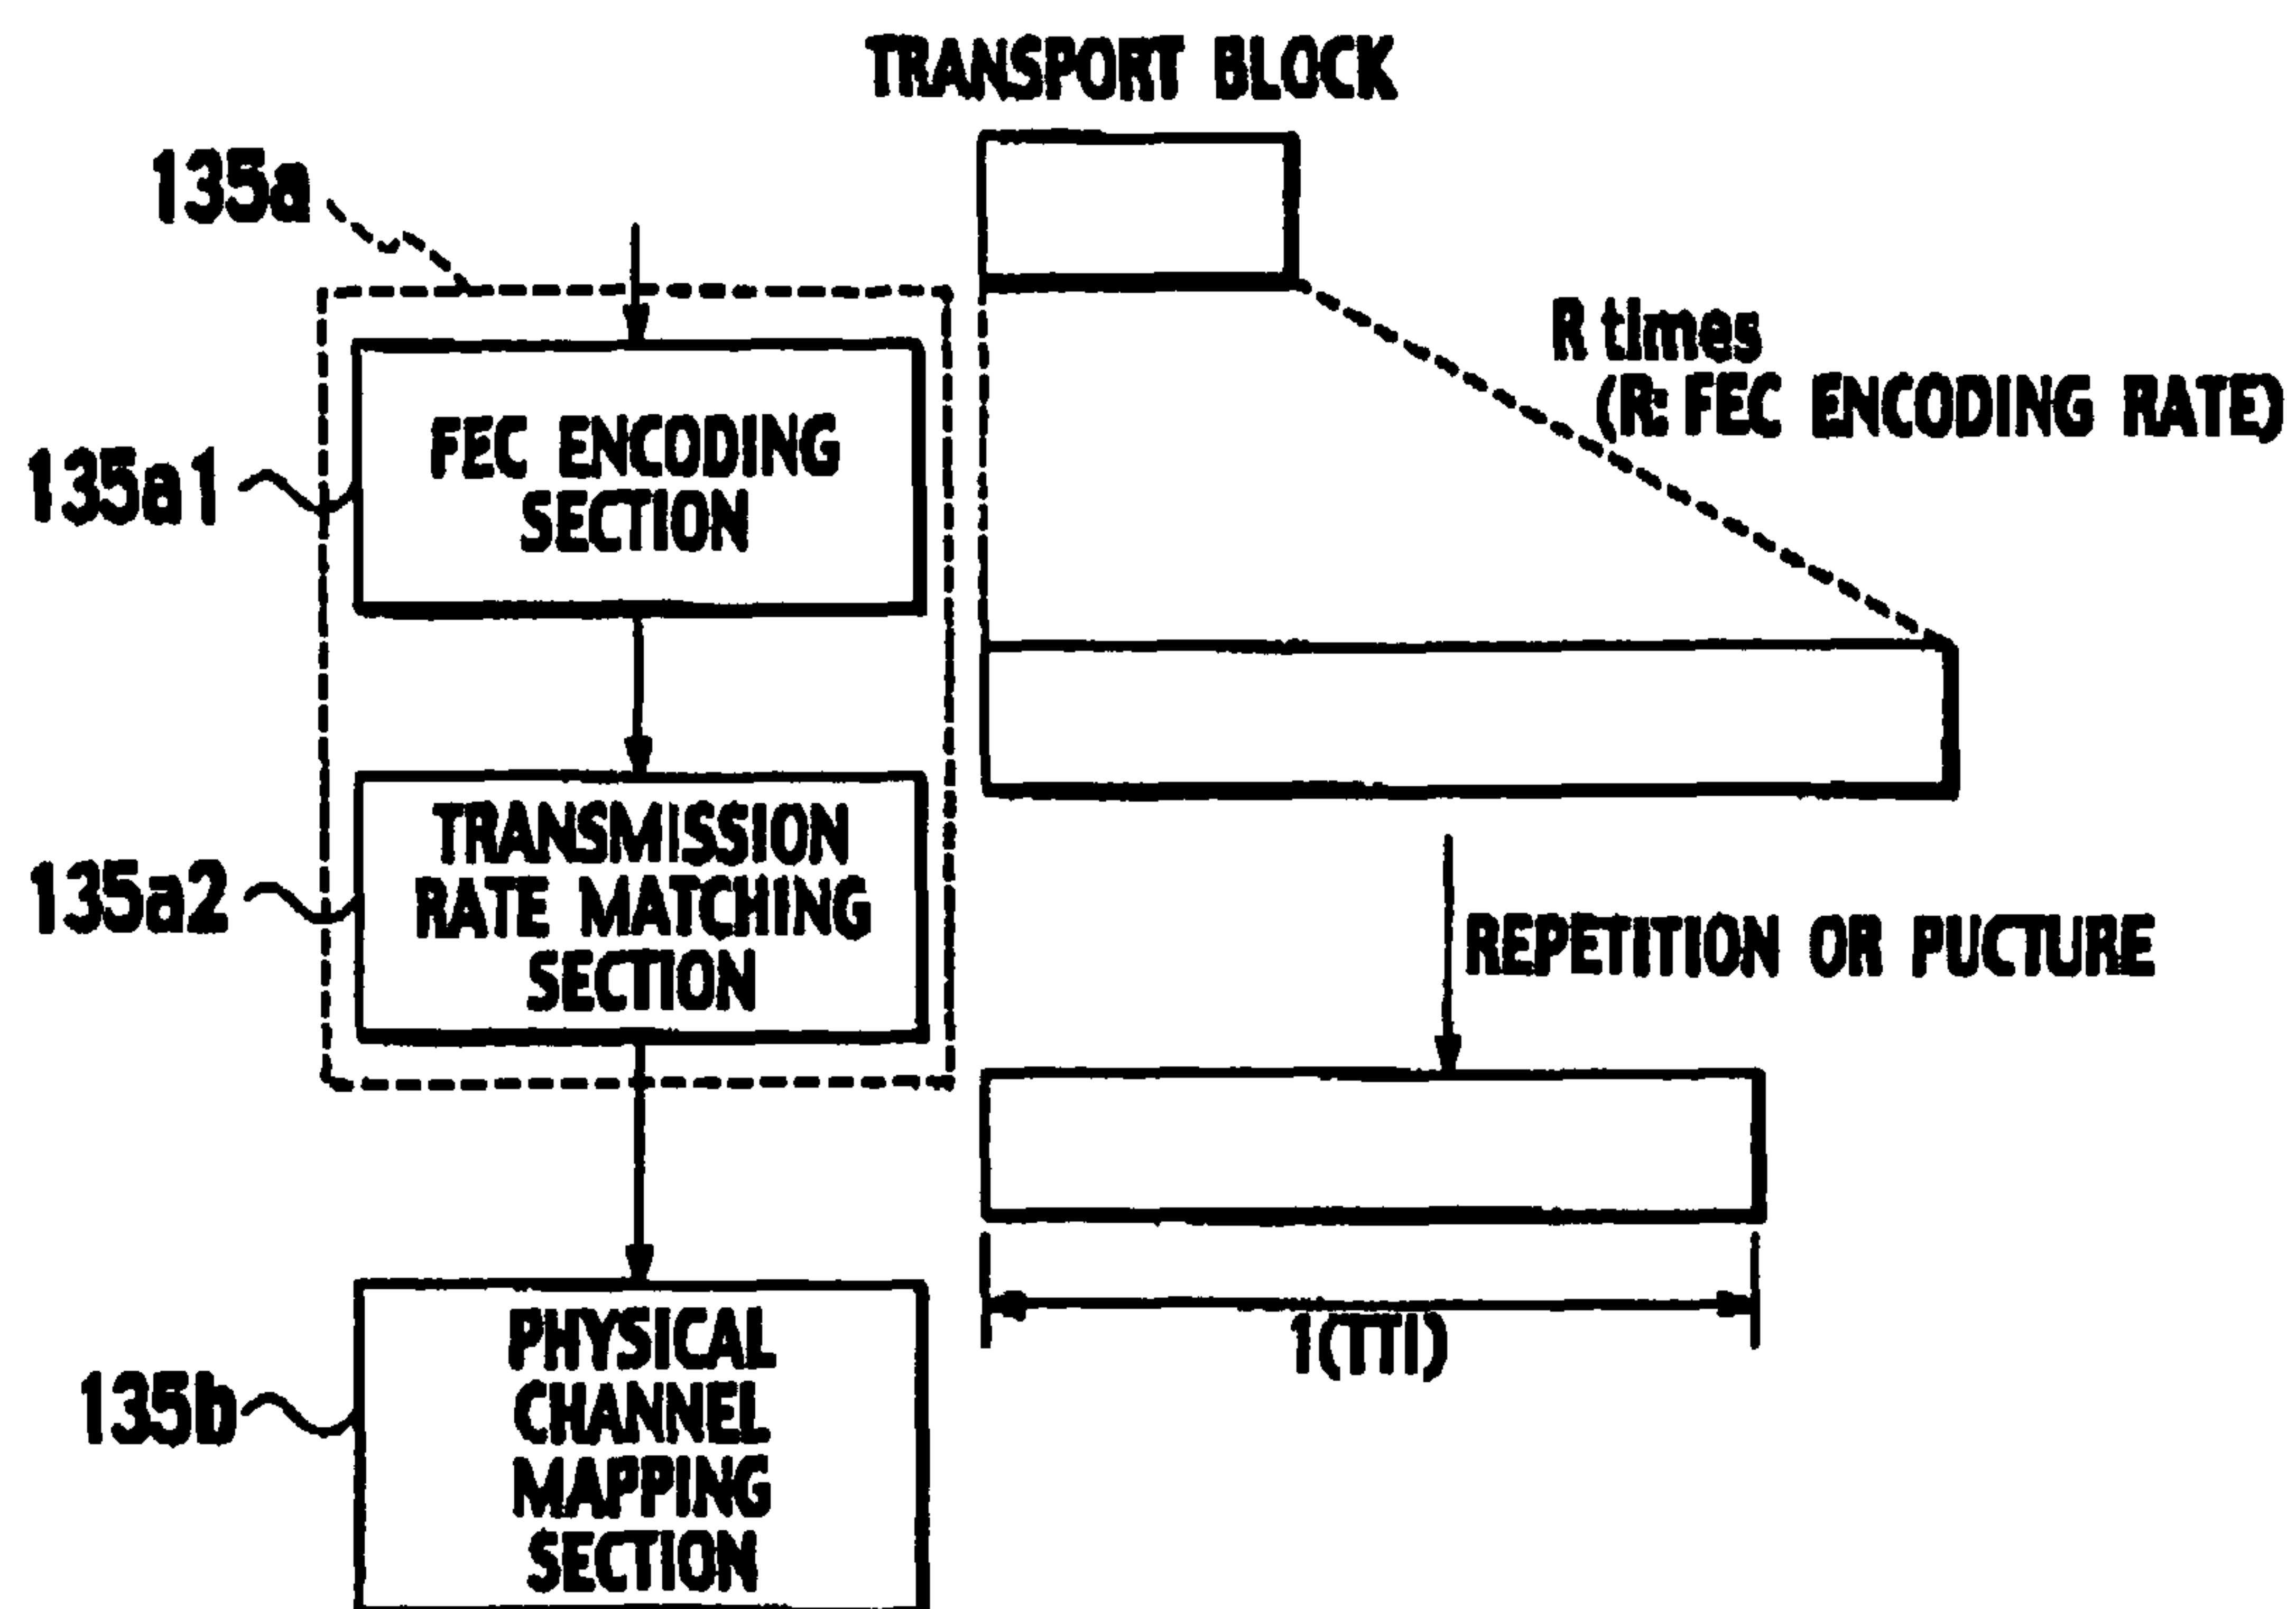 TRANSPORT BLOCK
135a
R times
(R: FEC ENCODING RATE)
FEC ENCODING
SECTION
135a1
TRANSMISSION
RATE MATCHING
SECTION
135a2
REPETITION OR PUCTURE
1(TTI)
PHYSICAL
CHANNEL
MAPPING
SECTION
135b